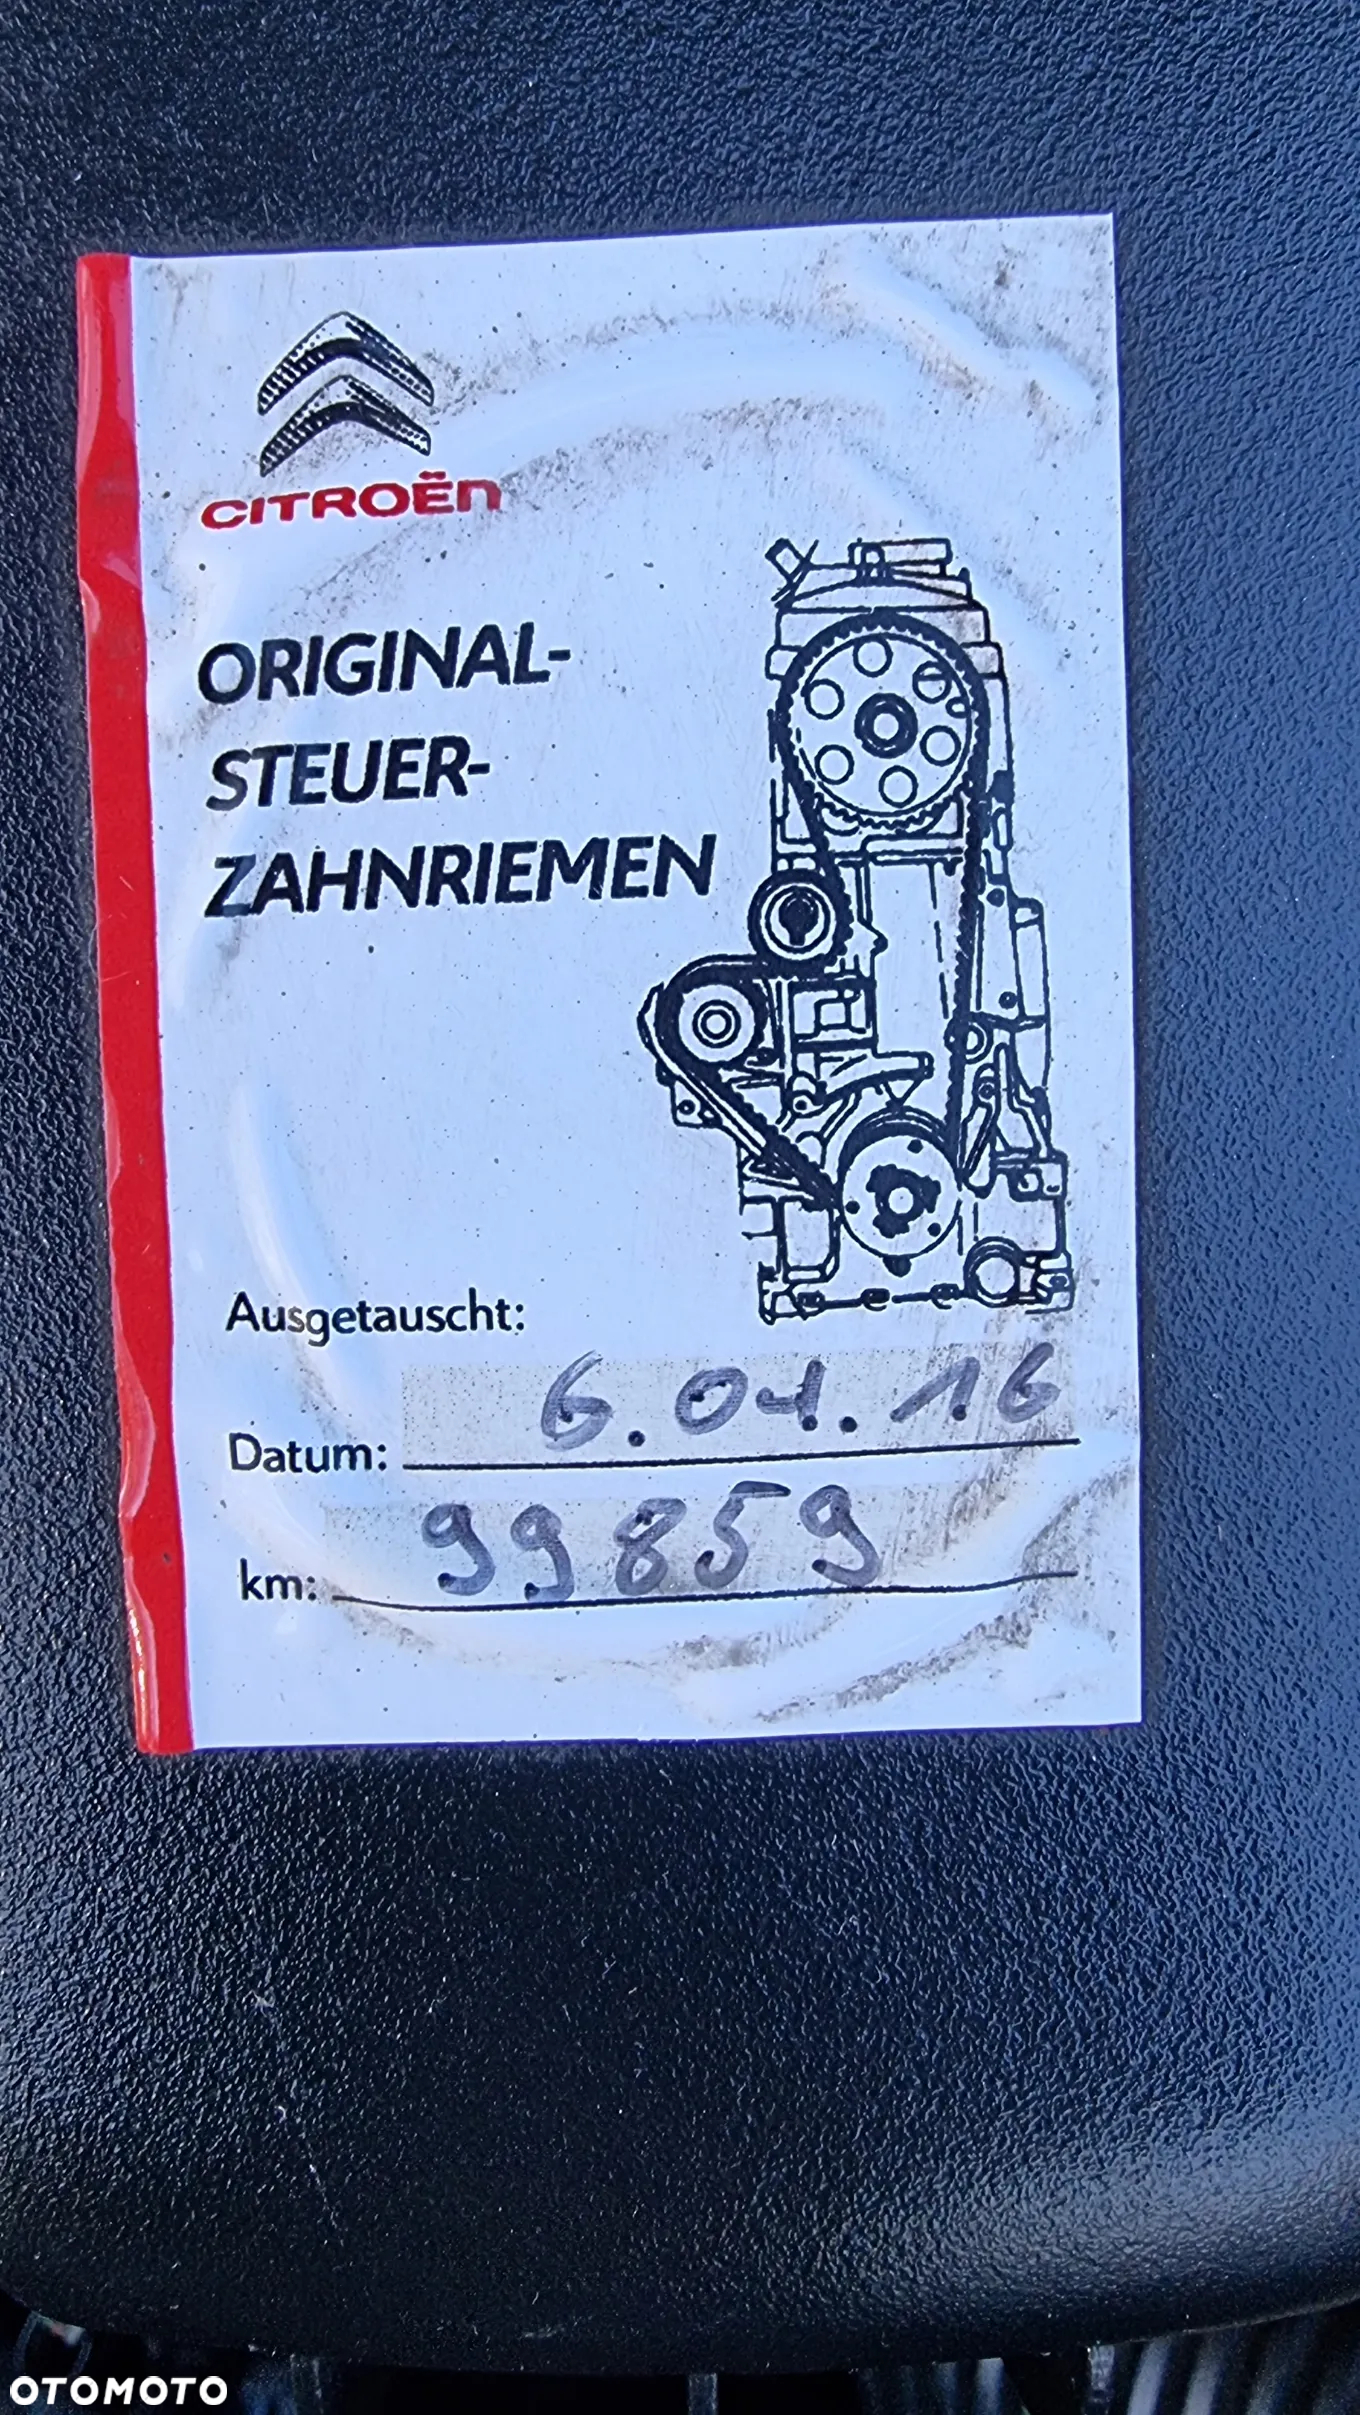 CITROËN
ORIGINAL-
STEUER-
ZAHNRIEMEN
Ausgetauscht:
Datum: 6.04.16
km: 99859
OTOMOTO